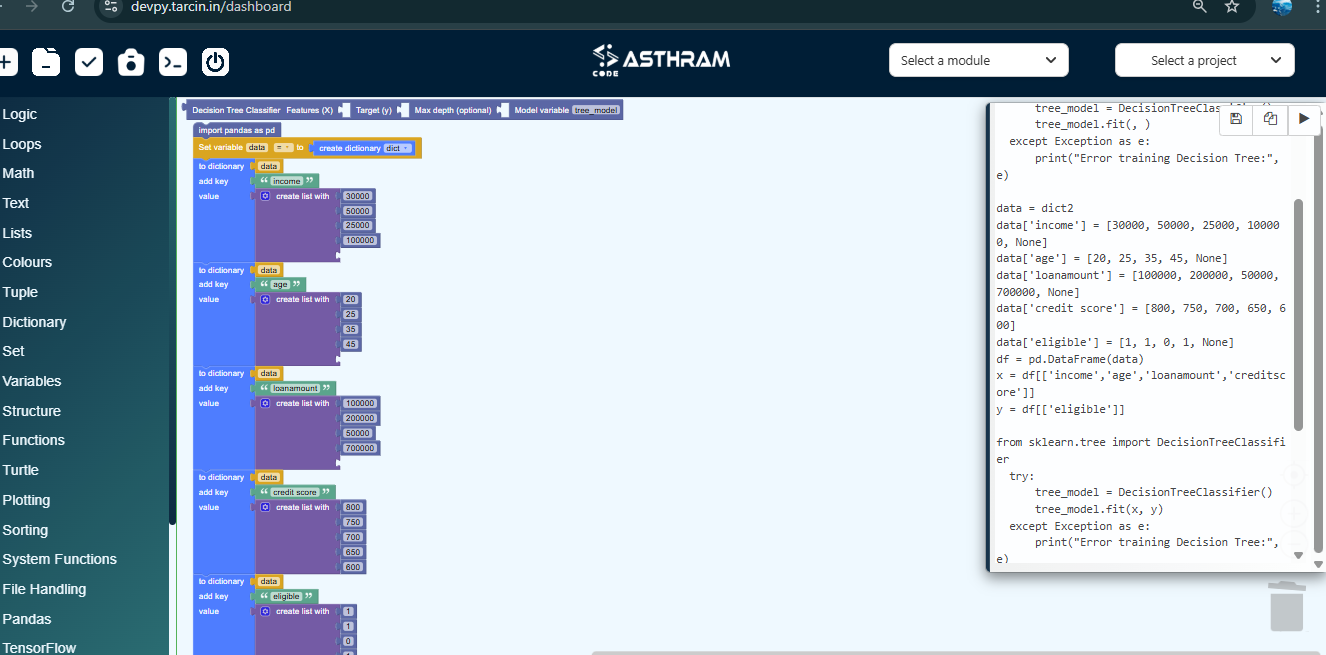 devpy.tarcin.in/dashboard
ASTHRAM
CODE
Select a module
Select a project
Logic
Loops
Math
Text
Lists
Colours
Tuple
Dictionary
Set
Variables
Structure
Functions
Turtle
Plotting
Sorting
System Functions
File Handling
Pandas
TensorFlow
Decision Tree Classifier Features (X) Target (y) Max depth (optional) Model variable tree_model
import pandas as pd
Set variable data = to create dictionary dict
to dictionary data
add key “ income ”
value create list with 30000
50000
25000
100000
to dictionary data
add key “ age ”
value create list with 20
25
35
45
to dictionary data
add key “ loanamount ”
value create list with 100000
200000
50000
700000
to dictionary data
add key “ credit score ”
value create list with 800
750
700
650
600
to dictionary data
add key “ eligible ”
value create list with 1
1
0
tree_model = DecisionTreeClas
tree_model.fit(, )
except Exception as e:
print("Error training Decision Tree:",
e)
data = dict2
data['income'] = [30000, 50000, 25000, 10000
0, None]
data['age'] = [20, 25, 35, 45, None]
data['loanamount'] = [100000, 200000, 50000,
700000, None]
data['credit score'] = [800, 750, 700, 650, 6
00]
data['eligible'] = [1, 1, 0, 1, None]
df = pd.DataFrame(data)
x = df[['income','age','loanamount','creditsc
ore']]
y = df[['eligible']]
from sklearn.tree import DecisionTreeClassifi
er
try:
tree_model = DecisionTreeClassifier()
tree_model.fit(x, y)
except Exception as e:
print("Error training Decision Tree:",
e)